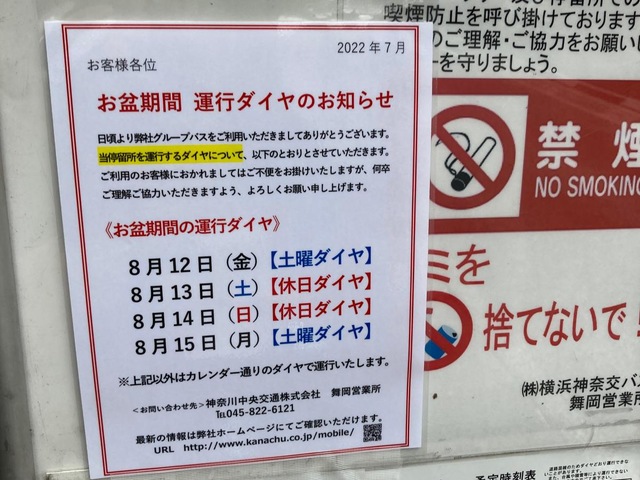 2022年7月
お客様各位
お盆期間 運行ダイヤのお知らせ
日頃より弊社グループバスをご利用いただきましてありがとうございます。
当停留所を運行するダイヤについて、以下のとおりとさせていただきます。
ご利用のお客様におかれましてはご不便をお掛けいたしますが、何卒
ご理解ご協力いただきますよう、よろしくお願い申し上げます。
《お盆期間の運行ダイヤ》
8月12日（金）【土曜ダイヤ】
8月13日（土）【休日ダイヤ】
8月14日（日）【休日ダイヤ】
8月15日（月）【土曜ダイヤ】
※上記以外はカレンダー通りのダイヤで運行いたします。
<お問い合わせ先>神奈川中央交通株式会社 舞岡営業所
℡045-822-6121
最新の情報は弊社ホームページにてご確認いただけます。
URL http://www.kanachu.co.jp/mobile/
喫煙防止を呼び掛けております
のご理解・ご協力をお願いし
ーを守りましょう。
禁煙
NO SMOKING
ミを
捨てないで！
㈱横浜神奈交バ
舞岡営業所
予定時刻表